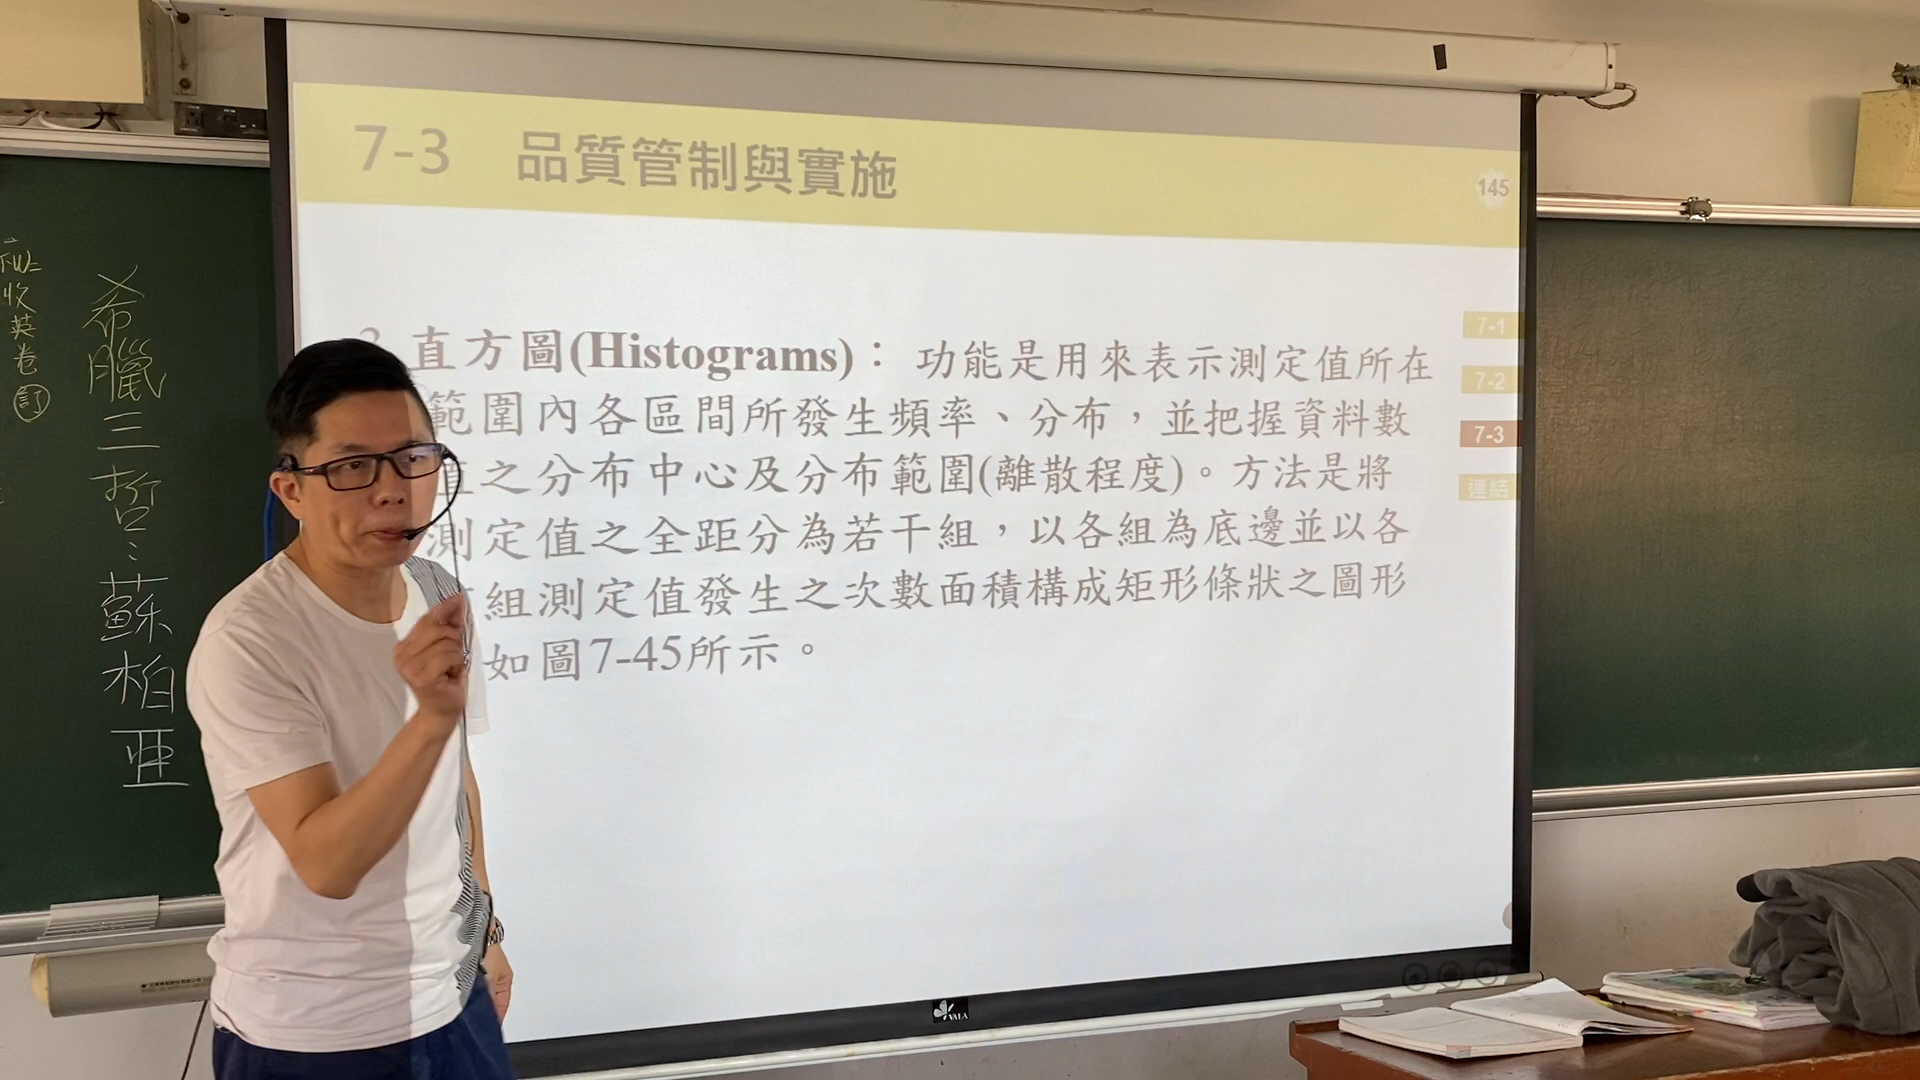 7-3 品質管制與實施
145
直方圖(Histograms)： 功能是用來表示測定值所在
範圍內各區間所發生頻率、分布，並把握資料數
值之分布中心及分布範圍(離散程度)。方法是將
測定值之全距分為若干組，以各組為底邊並以各
組測定值發生之次數面積構成矩形條狀之圖形
如圖7-45所示。
7-1
7-2
7-3
連結
收英卷訂
希臘三哲：蘇柏亞
YALA